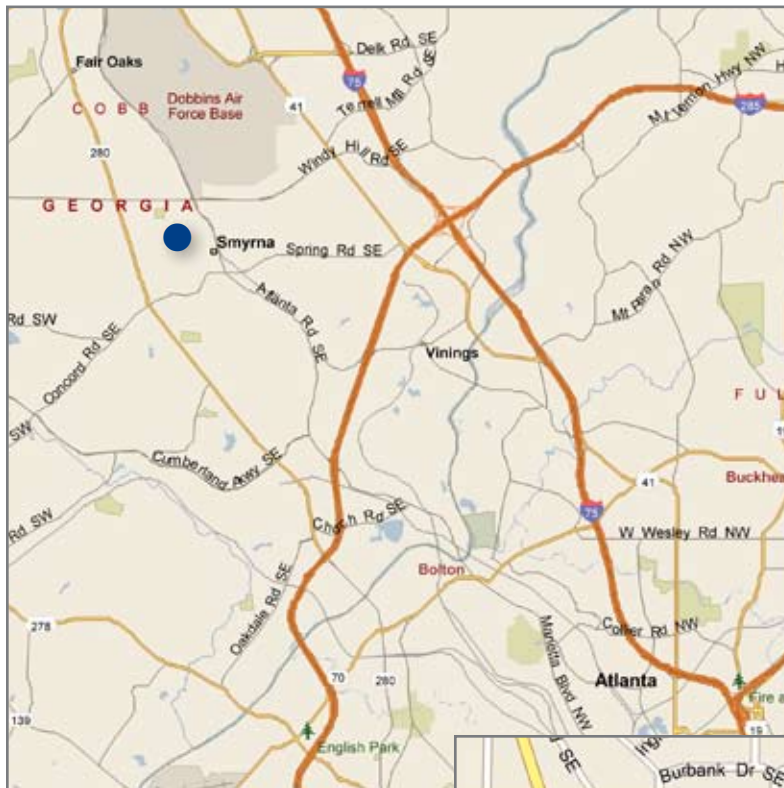 Delk Rd SE
Fair Oaks
75
Mt Vernon Hwy NW
285
COBB
Dobbins Air
Force Base
41
Terrell Mill Rd SE
280
Windy Hill Rd SE
GEORGIA
Smyrna
Spring Rd SE
Mt Paran Rd NW
Atlanta Rd SE
Rd SW
Concord Rd SE
Vinings
FUL
SW
Cumberland Pkwy SE
41
Buckhea
75
Rd SW
Church Rd SE
W Wesley Rd NW
Bolton
Oakdale Rd SE
278
Marietta Blvd NW
Collier Rd NW
70
280
Atlanta
Fire a
139
English Park
19
SE
Burbank Dr SE